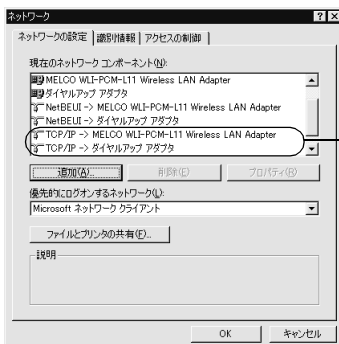 ネットワーク
ネットワークの設定 識別情報 アクセスの制御
現在のネットワーク コンポーネント(N):
MELCO WLI-PCM-L11 Wireless LAN Adapter
ダイヤルアップ アダプタ
NetBEUI -> MELCO WLI-PCM-L11 Wireless LAN Adapter
NetBEUI -> ダイヤルアップ アダプタ
TCP/IP -> MELCO WLI-PCM-L11 Wireless LAN Adapter
TCP/IP -> ダイヤルアップ アダプタ
追加(A)... 削除(E) プロパティ(R)
優先的にログオンするネットワーク(L):
Microsoft ネットワーク クライアント
ファイルとプリンタの共有(F)...
説明
OK キャンセル